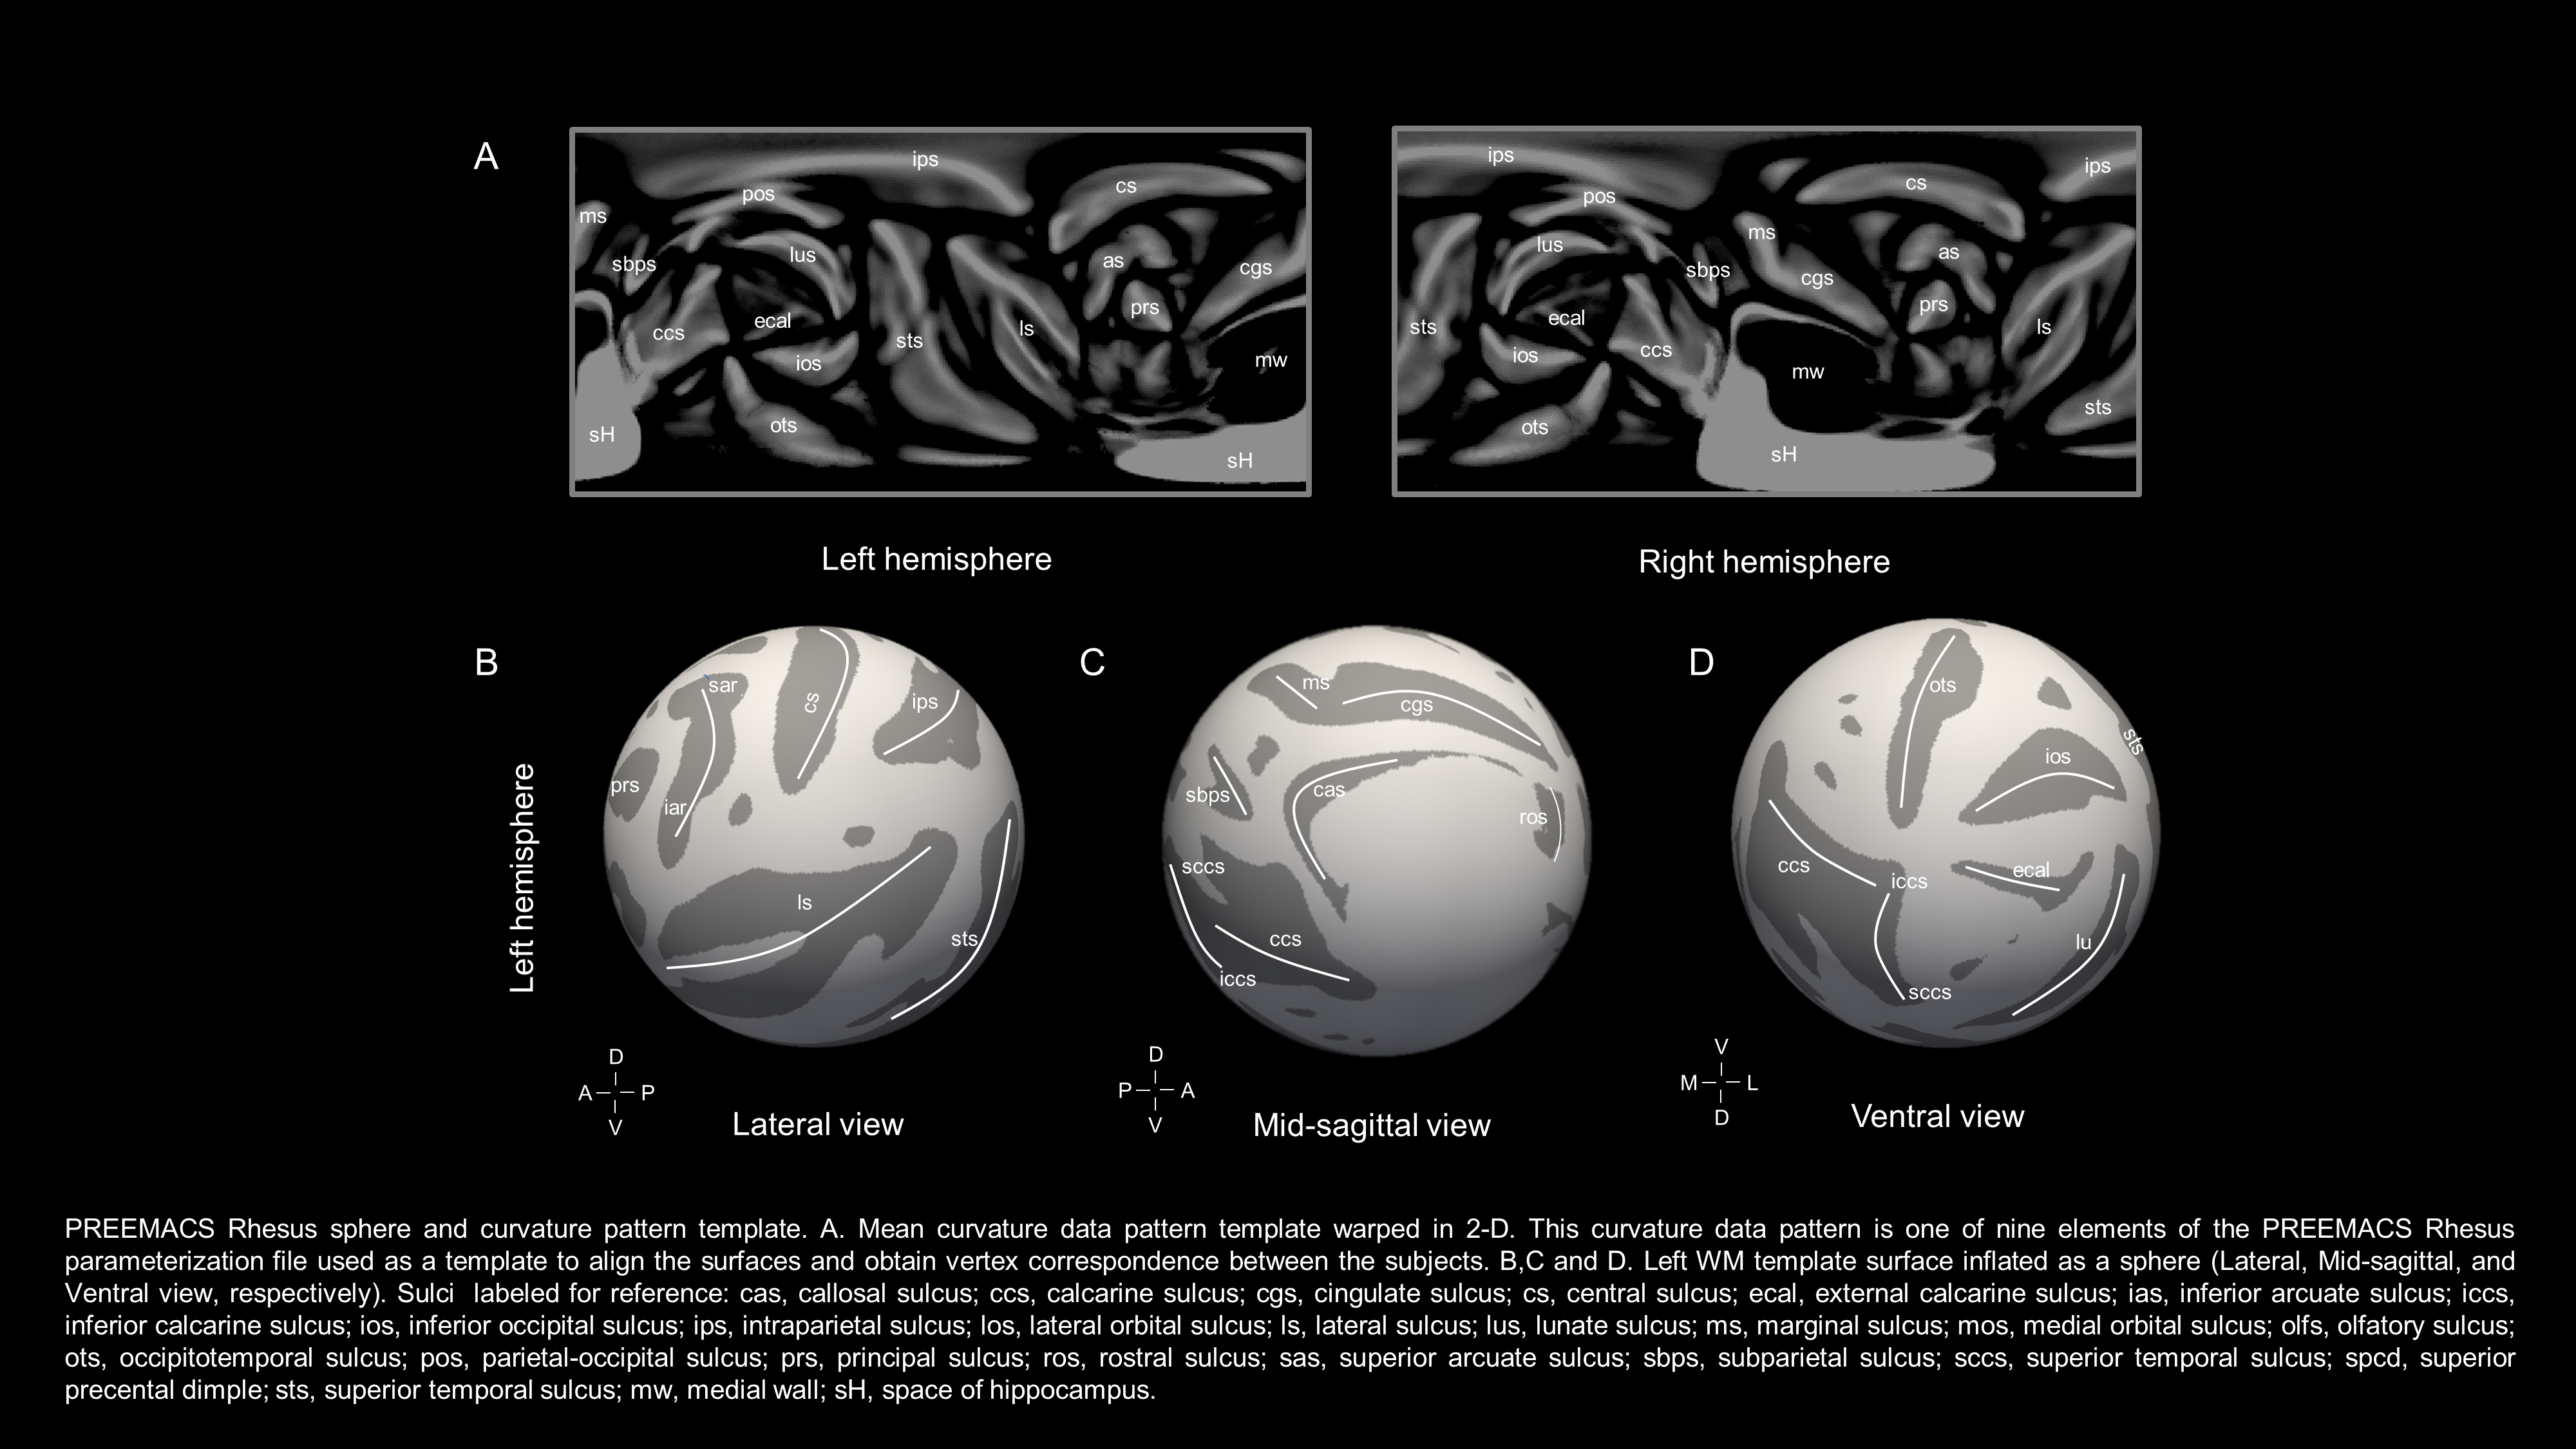 A
ips
pos
cs
ms
lus
sbps
as
cgs
prs
ecal
ccs
ls
sts
ios
mw
ots
sH
sH
ips
ips
cs
pos
ms
lus
as
sbps
cgs
prs
ecal
sts
ls
ios
ccs
mw
sts
ots
sH
Left hemisphere
Right hemisphere
Left hemisphere
B
sar
cs
ips
prs
iar
ls
sts
D
A
P
V
Lateral view
C
ms
cgs
sbps
cas
ros
sccs
ccs
iccs
D
P
A
V
Mid-sagittal view
D
ots
sts
ios
ccs
iccs
ecal
lu
sccs
V
M
L
D
Ventral view
PREEMACS Rhesus sphere and curvature pattern template. A. Mean curvature data pattern template warped in 2-D. This curvature data pattern is one of nine elements of the PREEMACS Rhesus
parameterization file used as a template to align the surfaces and obtain vertex correspondence between the subjects. B,C and D. Left WM template surface inflated as a sphere (Lateral, Mid-sagittal, and
Ventral view, respectively). Sulci labeled for reference: cas, callosal sulcus; ccs, calcarine sulcus; cgs, cingulate sulcus; cs, central sulcus; ecal, external calcarine sulcus; ias, inferior arcuate sulcus; iccs,
inferior calcarine sulcus; ios, inferior occipital sulcus; ips, intraparietal sulcus; los, lateral orbital sulcus; ls, lateral sulcus; lus, lunate sulcus; ms, marginal sulcus; mos, medial orbital sulcus; olfs, olfatory sulcus;
ots, occipitotemporal sulcus; pos, parietal-occipital sulcus; prs, principal sulcus; ros, rostral sulcus; sas, superior arcuate sulcus; sbps, subparietal sulcus; sccs, superior temporal sulcus; spcd, superior
precental dimple; sts, superior temporal sulcus; mw, medial wall; sH, space of hippocampus.